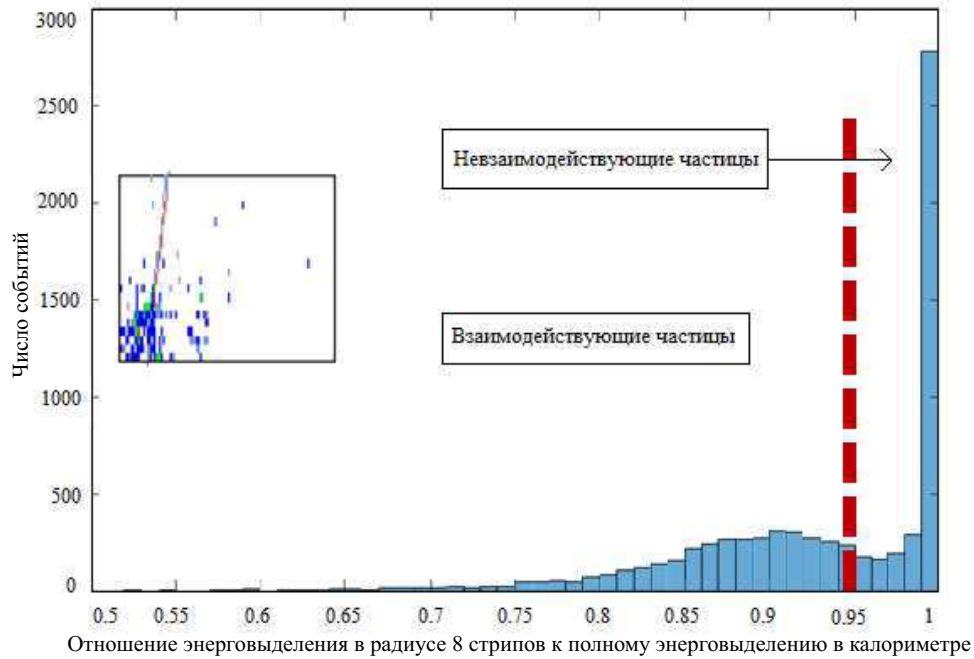 3000
2500
2000
1500
1000
500
0
Число событий
Невзаимодействующие частицы
Взаимодействующие частицы
0.5 0.55 0.6 0.65 0.7 0.75 0.8 0.85 0.9 0.95 1
Отношение энерговыделения в радиусе 8 стрипов к полному энерговыделению в калориметре